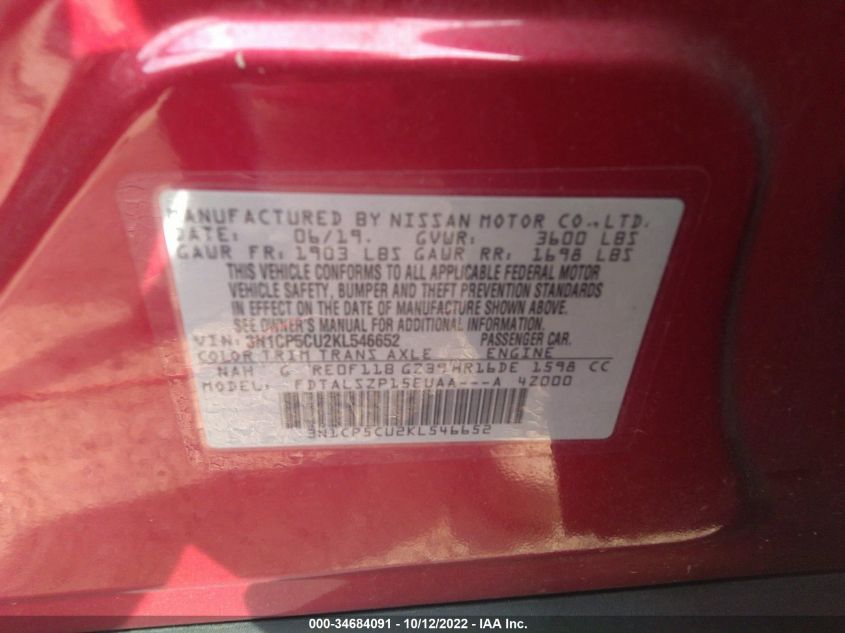 MANUFACTURED BY NISSAN MOTOR CO.,LTD.
DATE: 06/19. GVWR: 3600 LBS
GAWR FR: 1903 LBS GAWR RR: 1698 LBS
THIS VEHICLE CONFORMS TO ALL APPLICABLE FEDERAL MOTOR
VEHICLE SAFETY, BUMPER AND THEFT PREVENTION STANDARDS
IN EFFECT ON THE DATE OF MANUFACTURE SHOWN ABOVE.
SEE OWNER'S MANUAL FOR ADDITIONAL INFORMATION.
VIN: 3N1CP5CU2KL546652 PASSENGER CAR.
COLOR TRIM TRANS AXLE ENGINE
NAH G RE0F11B GZ39 HR16DE 1598 CC
MODEL: FDTALSZP15EUAA---A 4Z000
3N1CP5CU2KL546652
000-34684091 - 10/12/2022 - IAA Inc.